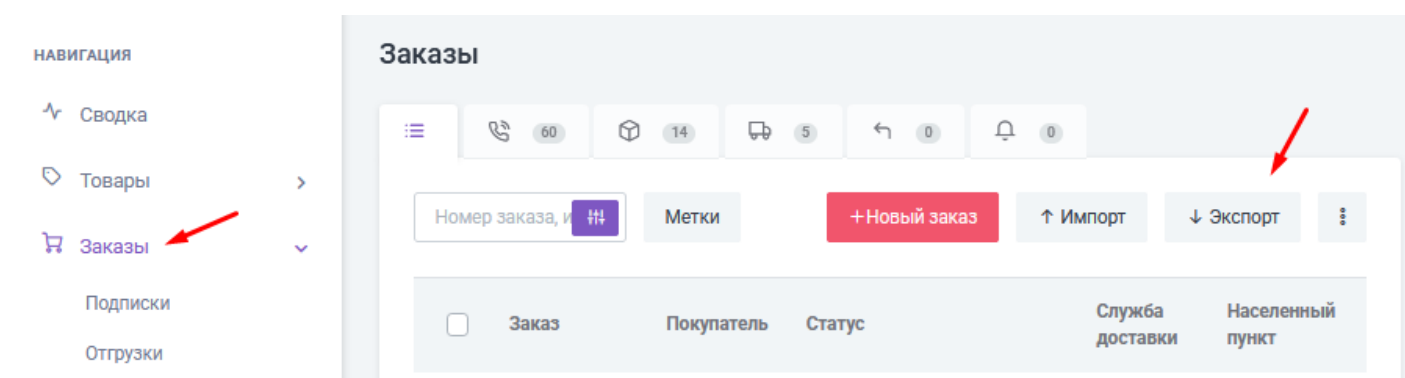 НАВИГАЦИЯ
Сводка
Товары
Заказы
Подписки
Отгрузки
Заказы
60 14 5 0 0
Номер заказа, и Метки +Новый заказ ↑ Импорт ↓ Экспорт
Заказ Покупатель Статус Служба доставки Населенный пункт